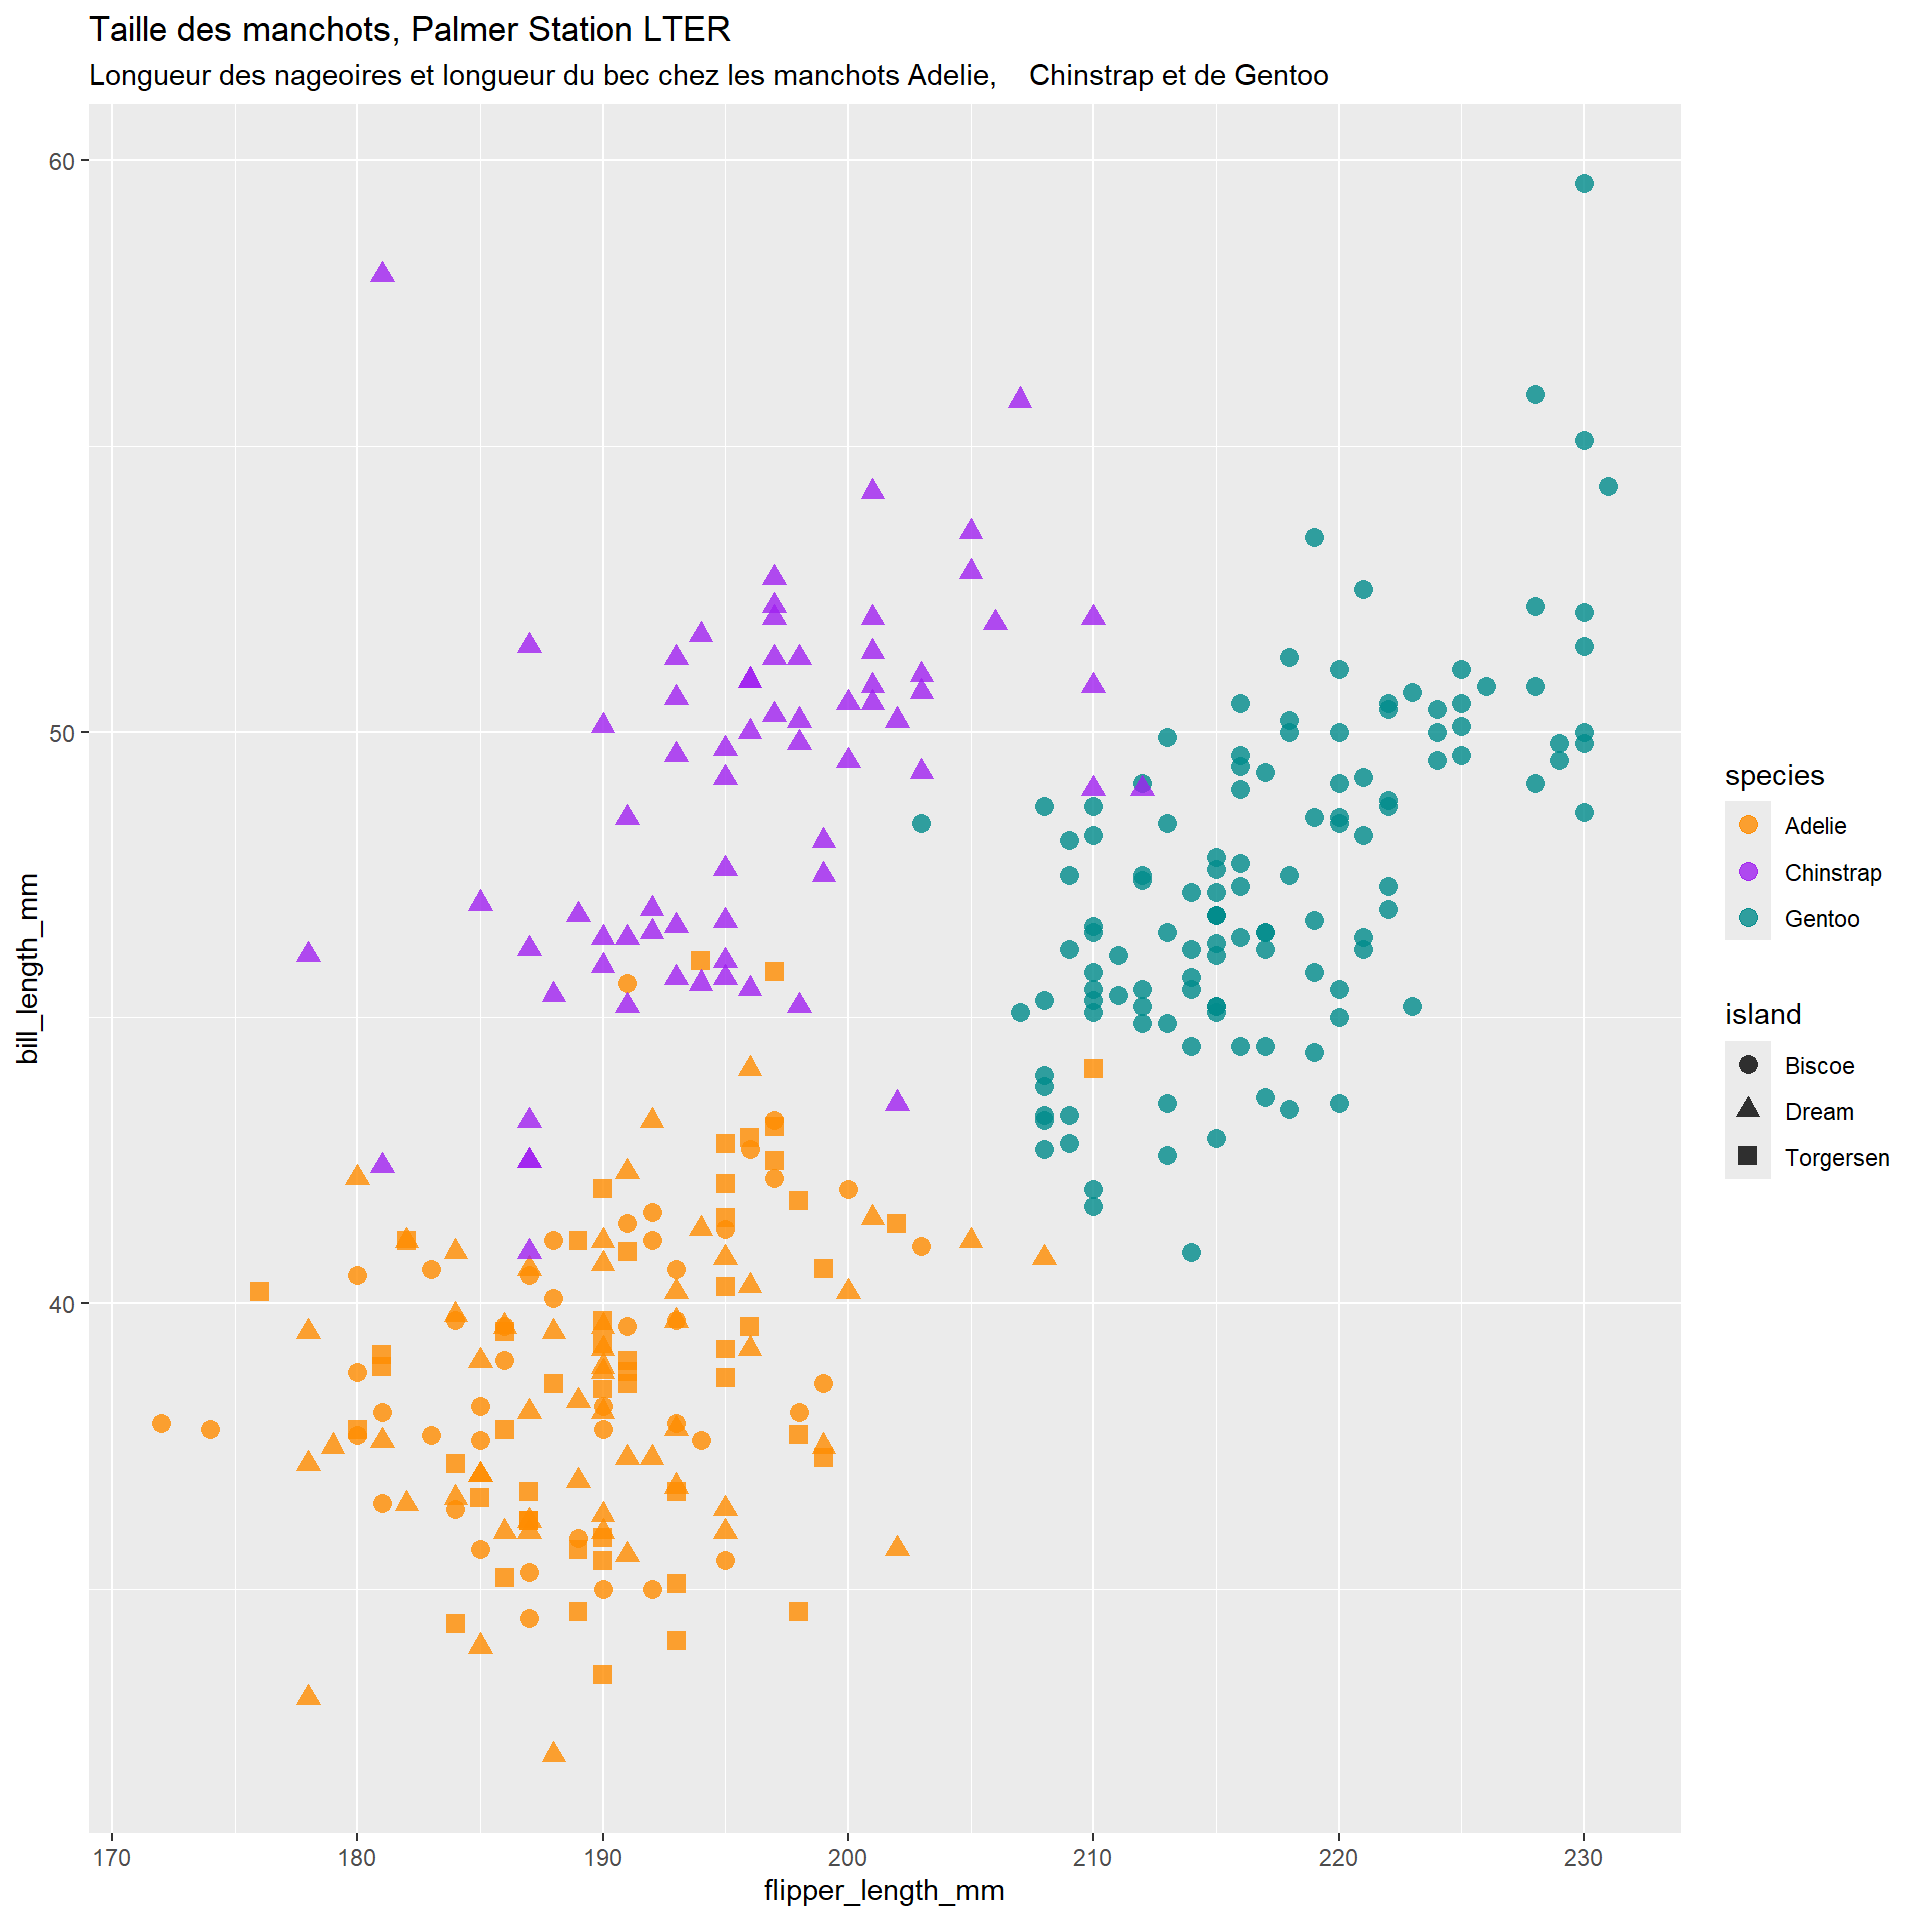 Taille des manchots, Palmer Station LTER
Longueur des nageoires et longueur du bec chez les manchots Adelie,    Chinstrap et de Gentoo
60
50
40
bill_length_mm
170 180 190 200 210 220 230
flipper_length_mm
species
Adelie
Chinstrap
Gentoo
island
Biscoe
Dream
Torgersen